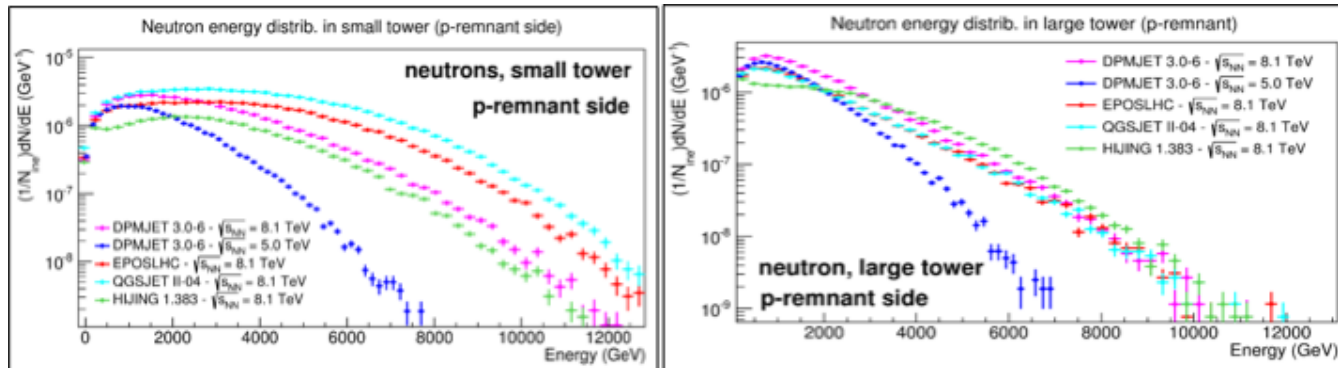 Neutron energy distrib. in small tower (p-remnant side)
(1/N_ine)dN/dE (GeV⁻¹)
10⁻⁵
10⁻⁶
10⁻⁷
10⁻⁸
neutrons, small tower
p-remnant side
DPMJET 3.0-6 - √s_NN = 8.1 TeV
DPMJET 3.0-6 - √s_NN = 5.0 TeV
EPOSLHC - √s_NN = 8.1 TeV
QGSJET II-04 - √s_NN = 8.1 TeV
HIJING 1.383 - √s_NN = 8.1 TeV
0 2000 4000 6000 8000 10000 12000
Energy (GeV)
Neutron energy distrib. in large tower (p-remnant)
(1/N_ine)dN/dE (GeV⁻¹)
10⁻⁶
10⁻⁷
10⁻⁸
10⁻⁹
DPMJET 3.0-6 - √s_NN = 8.1 TeV
DPMJET 3.0-6 - √s_NN = 5.0 TeV
EPOSLHC - √s_NN = 8.1 TeV
QGSJET II-04 - √s_NN = 8.1 TeV
HIJING 1.383 - √s_NN = 8.1 TeV
neutron, large tower
p-remnant side
2000 4000 6000 8000 10000 12000
Energy (GeV)